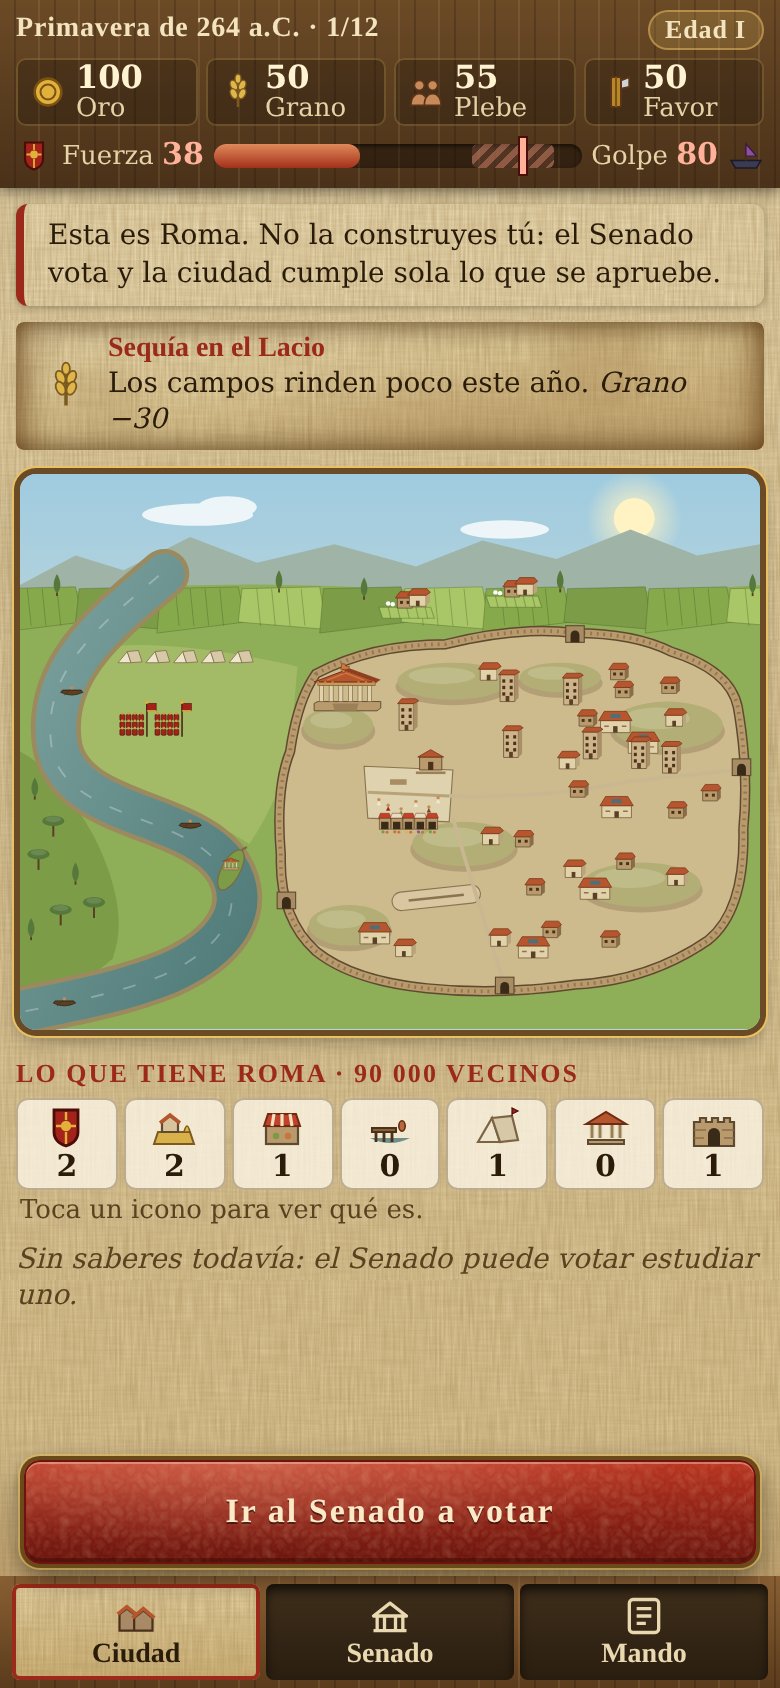 Primavera de 264 a.C. · 1/12
Edad I
100
Oro
50
Grano
55
Plebe
50
Favor
Fuerza 38
Golpe 80
Esta es Roma. No la construyes tú: el Senado
vota y la ciudad cumple sola lo que se apruebe.
Sequía en el Lacio
Los campos rinden poco este año. Grano
−30
LO QUE TIENE ROMA · 90 000 VECINOS
2
2
1
0
1
0
1
Toca un icono para ver qué es.
Sin saberes todavía: el Senado puede votar estudiar
uno.
Ir al Senado a votar
Ciudad
Senado
Mando